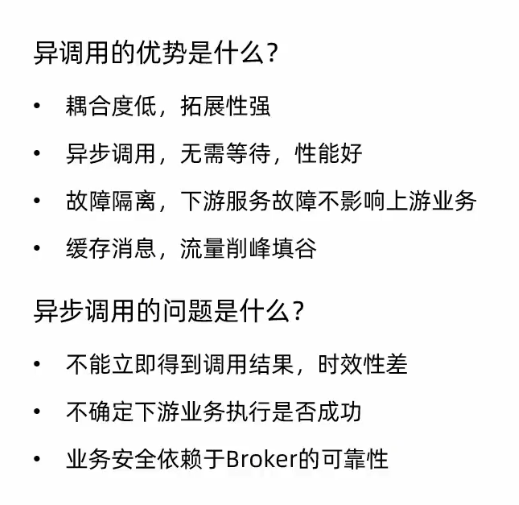 异调用的优势是什么？
• 耦合度低，拓展性强
• 异步调用，无需等待，性能好
• 故障隔离，下游服务故障不影响上游业务
• 缓存消息，流量削峰填谷
异步调用的问题是什么？
• 不能立即得到调用结果，时效性差
• 不确定下游业务执行是否成功
• 业务安全依赖于Broker的可靠性